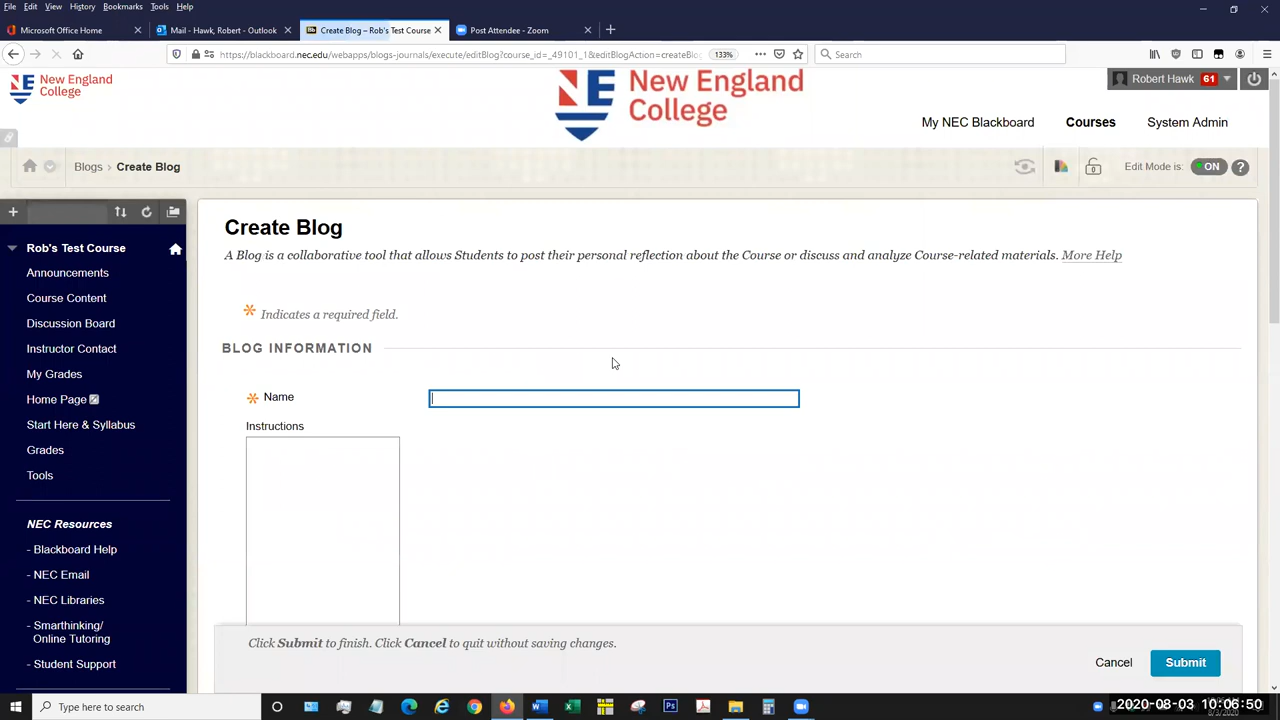 File Edit View History Bookmarks Tools Help
Microsoft Office Home
Mail - Hawk, Robert - Outlook
Create Blog – Rob's Test Course
Post Attendee - Zoom
https://blackboard.nec.edu/webapps/blogs-journals/execute/editBlog?course_id=_49101_1&editBlogAction=createBlo
133%
Search
New England
College
New England
College
Robert Hawk 61
My NEC Blackboard Courses System Admin
Blogs › Create Blog
Edit Mode is: ON ?
Rob's Test Course
Announcements
Course Content
Discussion Board
Instructor Contact
My Grades
Home Page
Start Here & Syllabus
Grades
Tools
NEC Resources
- Blackboard Help
- NEC Email
- NEC Libraries
- Smarthinking/
Online Tutoring
- Student Support
Create Blog
A Blog is a collaborative tool that allows Students to post their personal reflection about the Course or discuss and analyze Course-related materials. More Help
Indicates a required field.
BLOG INFORMATION
Name
Instructions
Click Submit to finish. Click Cancel to quit without saving changes.
Cancel Submit
Type here to search
2020-08-03 10:06:50